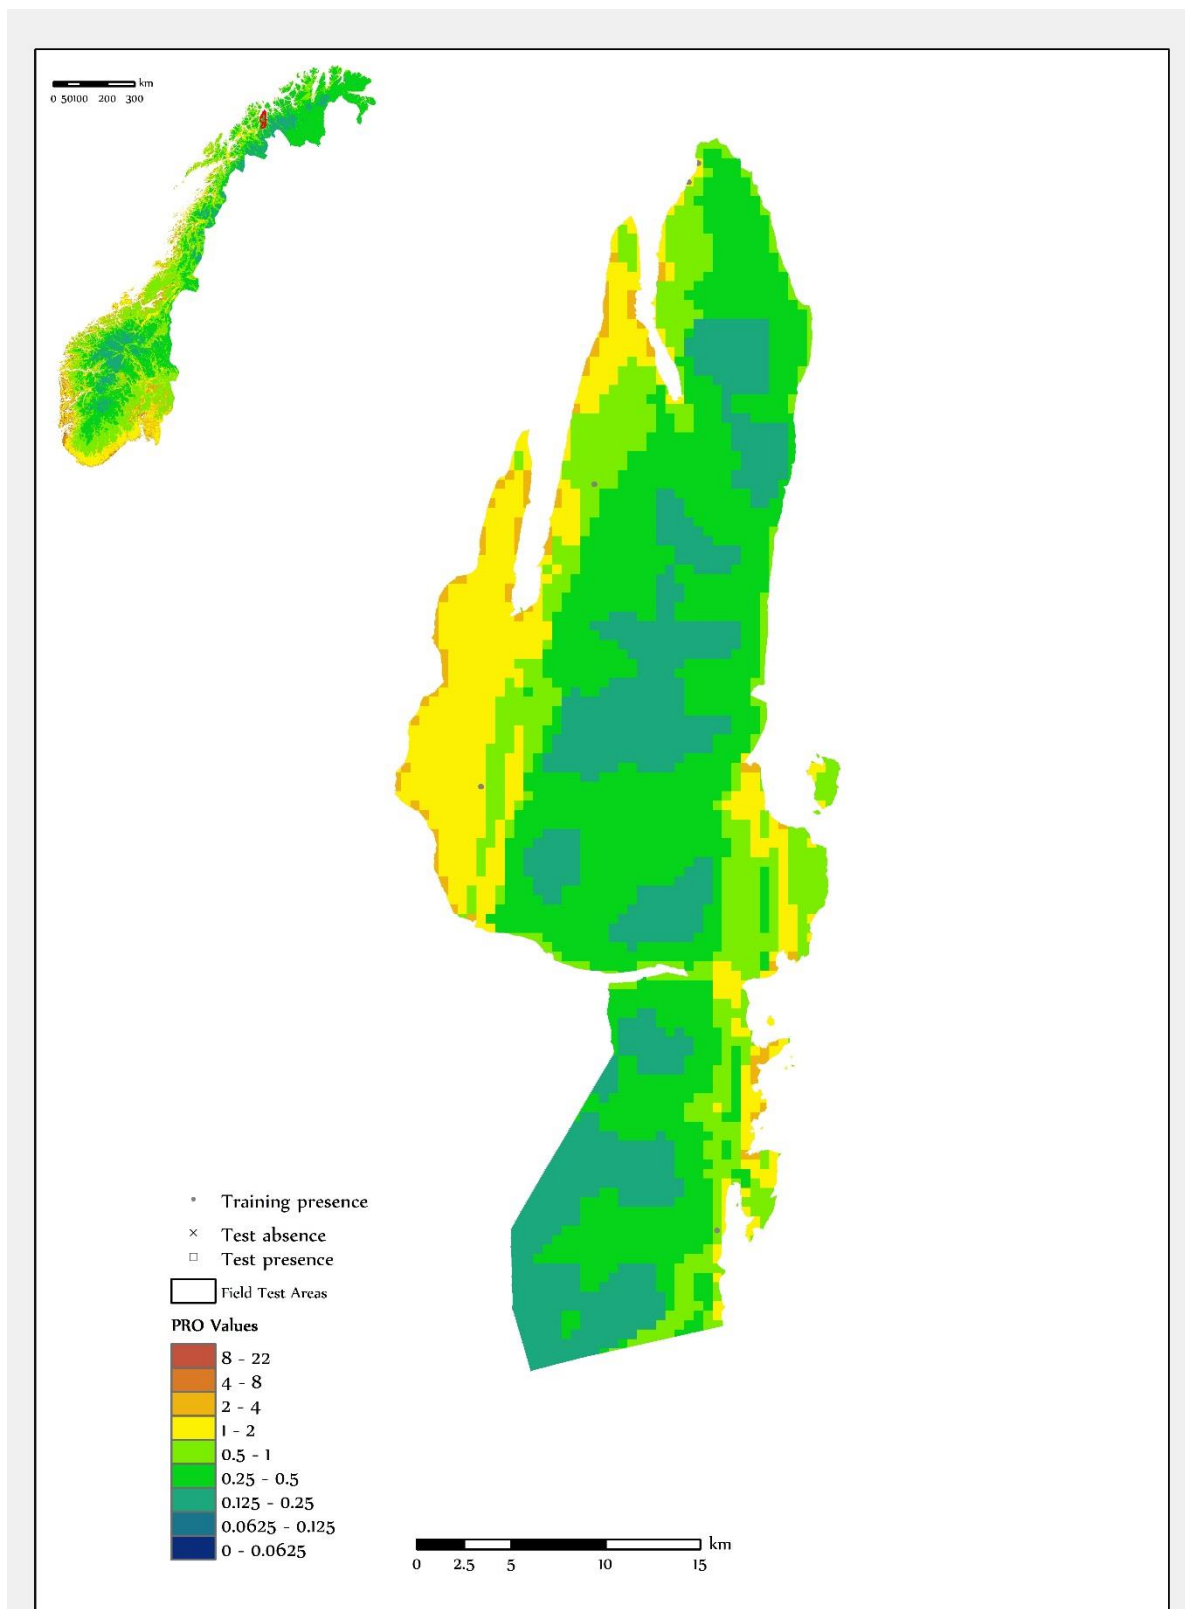 km
0 50100 200 300
Training presence
Test absence
Test presence
Field Test Areas
PRO Values
8 - 22
4 - 8
2 - 4
1 - 2
0.5 - 1
0.25 - 0.5
0.125 - 0.25
0.0625 - 0.125
0 - 0.0625
km
0 2.5 5 10 15